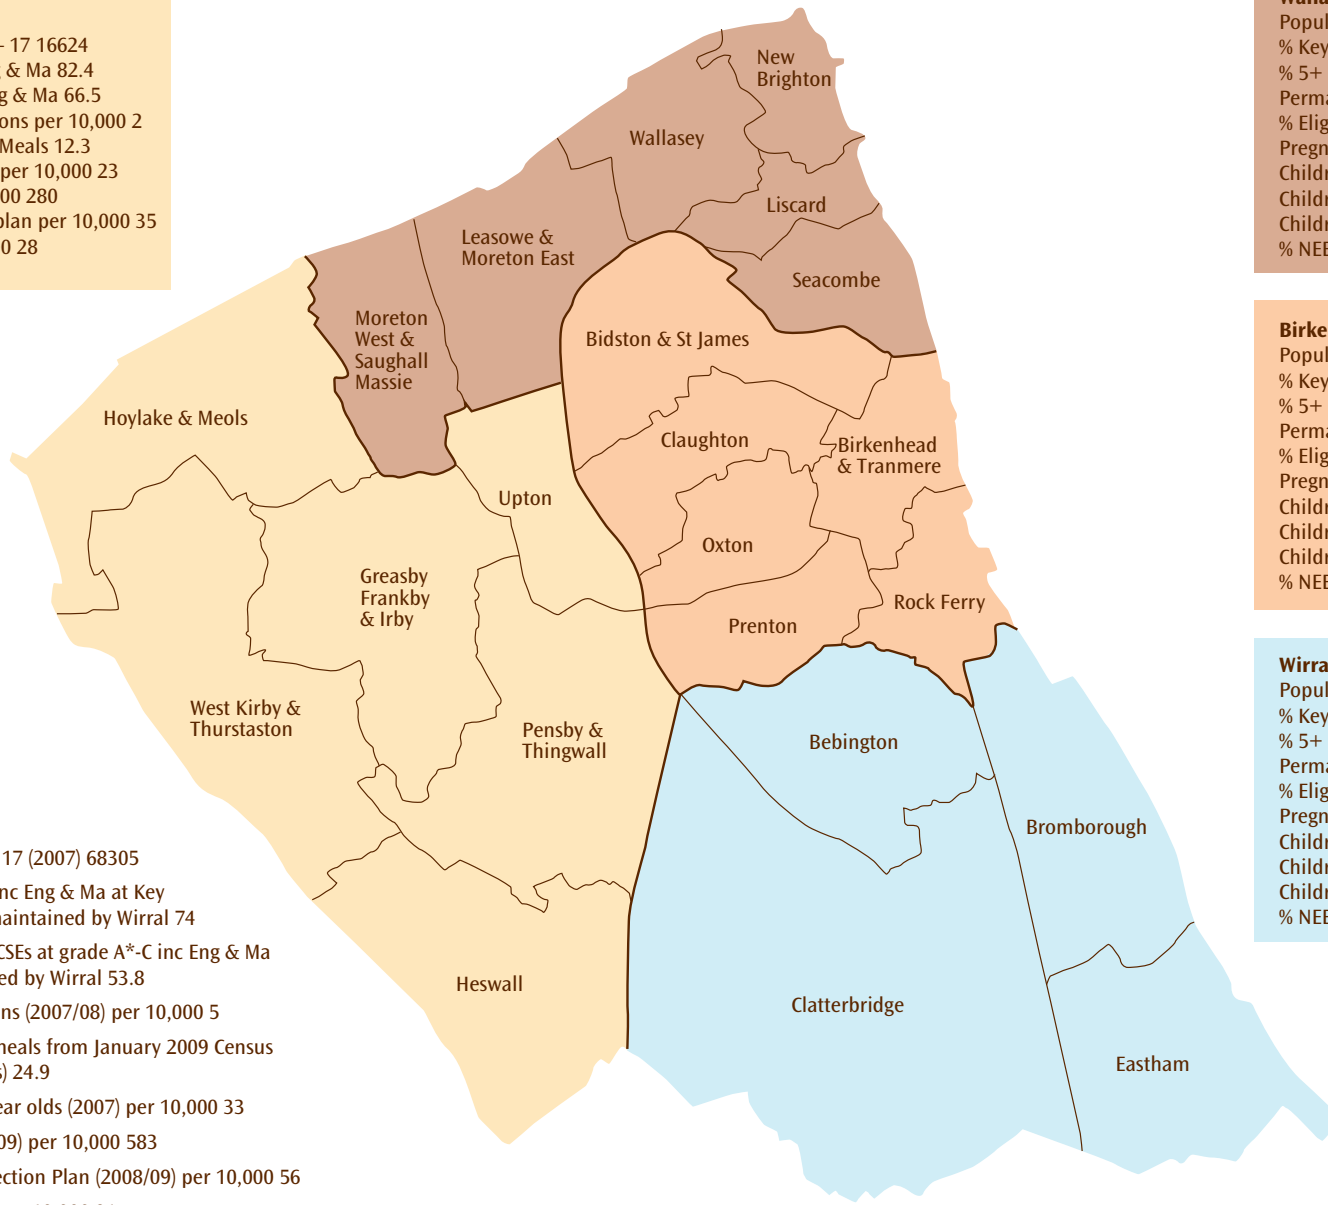 - 17 16624
& Ma 82.4
& Ma 66.5
ons per 10,000 2
Meals 12.3
per 10,000 23
00 280
plan per 10,000 35
0 28
New
Brighton
Wallasey
Liscard
Seacombe
Leasowe &
Moreton East
Moreton
West &
Saughall
Massie
Bidston & St James
Hoylake & Meols
Claughton
Birkenhead
& Tranmere
Upton
Oxton
Greasby
Frankby
& Irby
Rock Ferry
Prenton
West Kirby &
Thurstaston
Pensby &
Thingwall
Bebington
Bromborough
Heswall
Clatterbridge
Eastham
17 (2007) 68305
nc Eng & Ma at Key
maintained by Wirral 74
CSEs at grade A*-C inc Eng & Ma
ed by Wirral 53.8
ns (2007/08) per 10,000 5
meals from January 2009 Census
s) 24.9
ear olds (2007) per 10,000 33
09) per 10,000 583
ection Plan (2008/09) per 10,000 56
Popul
% Key
% 5+
Perma
% Elig
Pregn
Childr
Childr
Childr
% NEE
Birke
Popul
% Key
% 5+
Perma
% Elig
Pregn
Childr
Childr
Childr
% NEE
Wirra
Popul
% Key
% 5+
Perma
% Elig
Pregn
Childr
Childr
Childr
% NEE